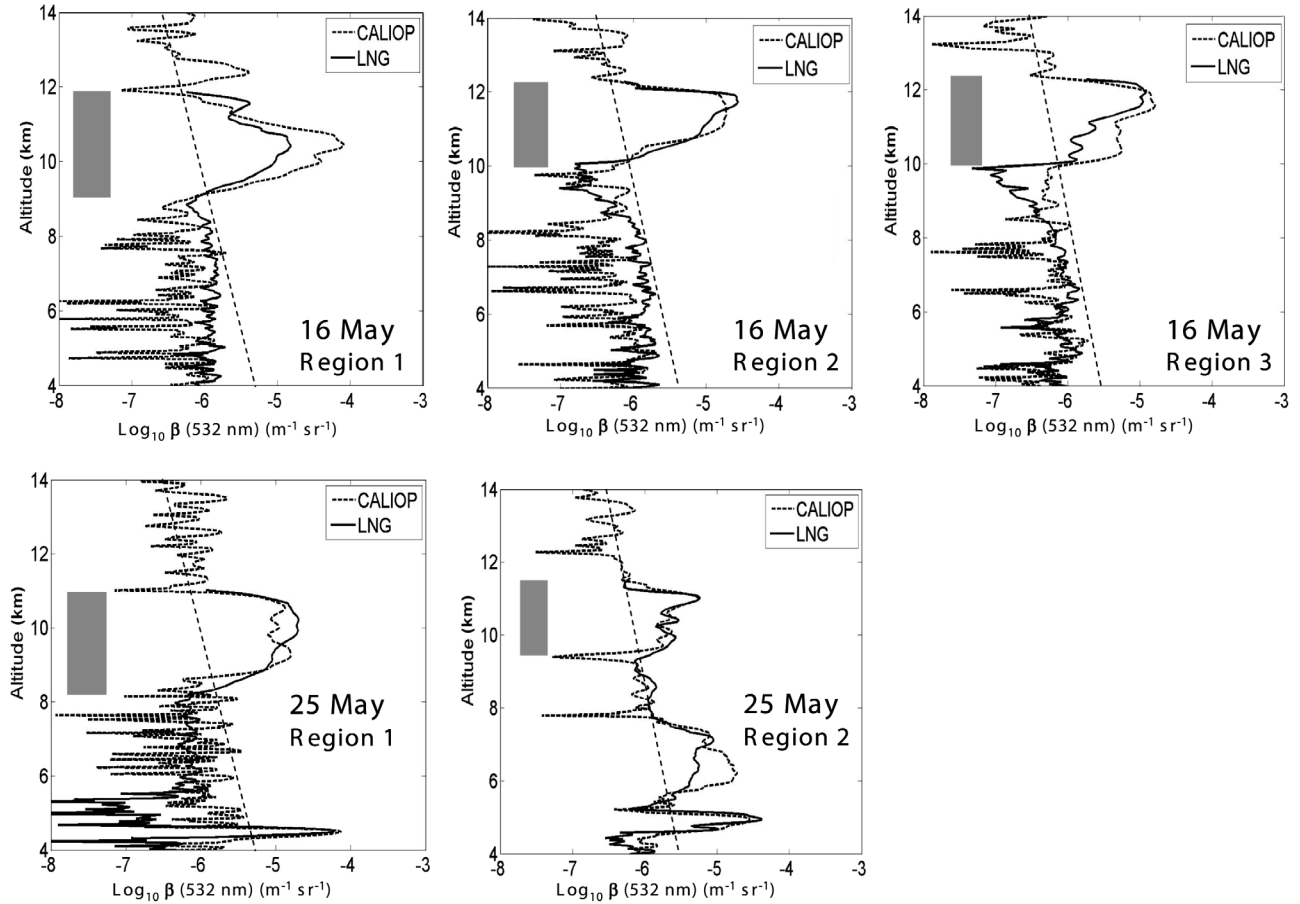 14
12
10
8
6
4
Altitude (km)
CALIOP
LNG
16 May
Region 1
-8 -7 -6 -5 -4 -3
Log10 β (532 nm) (m-1 sr-1)
14
12
10
8
6
4
Altitude (km)
CALIOP
LNG
16 May
Region 2
-8 -7 -6 -5 -4 -3
Log10 β (532 nm) (m-1 sr-1)
14
12
10
8
6
4
Altitude (km)
CALIOP
LNG
16 May
Region 3
-8 -7 -6 -5 -4 -3
Log10 β (532 nm) (m-1 sr-1)
14
12
10
8
6
4
Altitude (km)
CALIOP
LNG
25 May
Region 1
-8 -7 -6 -5 -4 -3
Log10 β (532 nm) (m-1 sr-1)
14
12
10
8
6
4
Altitude (km)
CALIOP
LNG
25 May
Region 2
-8 -7 -6 -5 -4 -3
Log10 β (532 nm) (m-1 sr-1)